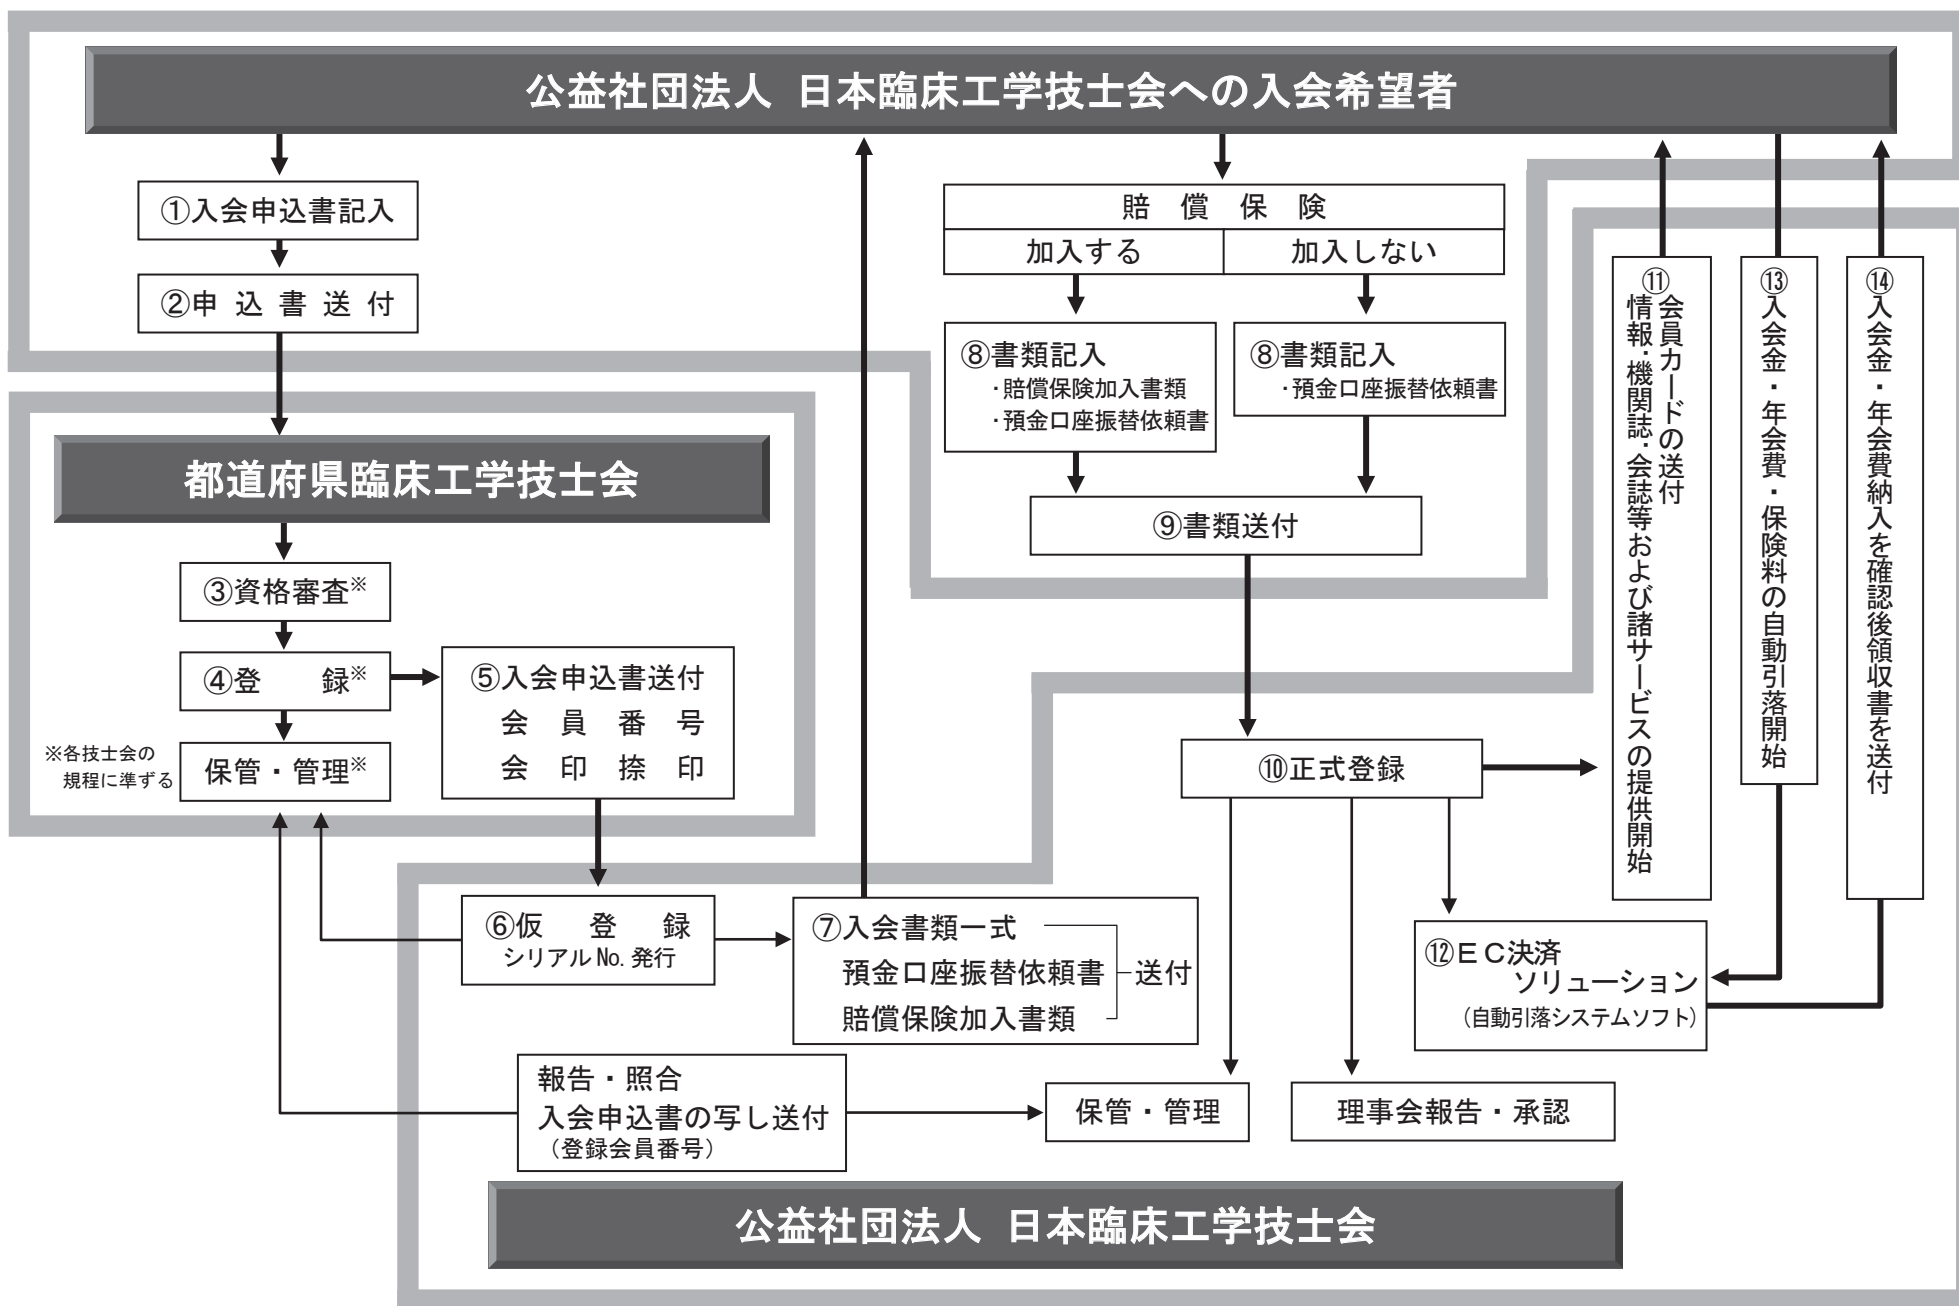 公益社団法人 日本臨床工学技士会への入会希望者
①入会申込書記入
②申込書送付
都道府県臨床工学技士会
③資格審査※
④登 録※
保管・管理※
※各技士会の
規程に準ずる
⑤入会申込書送付
会員番号
会印捺印
⑥仮登録
シリアルNo.発行
⑦入会書類一式
預金口座振替依頼書
賠償保険加入書類
送付
賠償保険
加入する
加入しない
⑧書類記入
・賠償保険加入書類
・預金口座振替依頼書
⑧書類記入
・預金口座振替依頼書
⑨書類送付
⑩正式登録
⑪
会員カードの送付
情報・機関誌・会誌等および諸サービスの提供開始
⑫EC決済
ソリューション
(自動引落システムソフト)
⑬入会金・年会費・保険料の自動引落開始
⑭入会金・年会費納入を確認後領収書を送付
報告・照合
入会申込書の写し送付
(登録会員番号)
保管・管理
理事会報告・承認
公益社団法人 日本臨床工学技士会